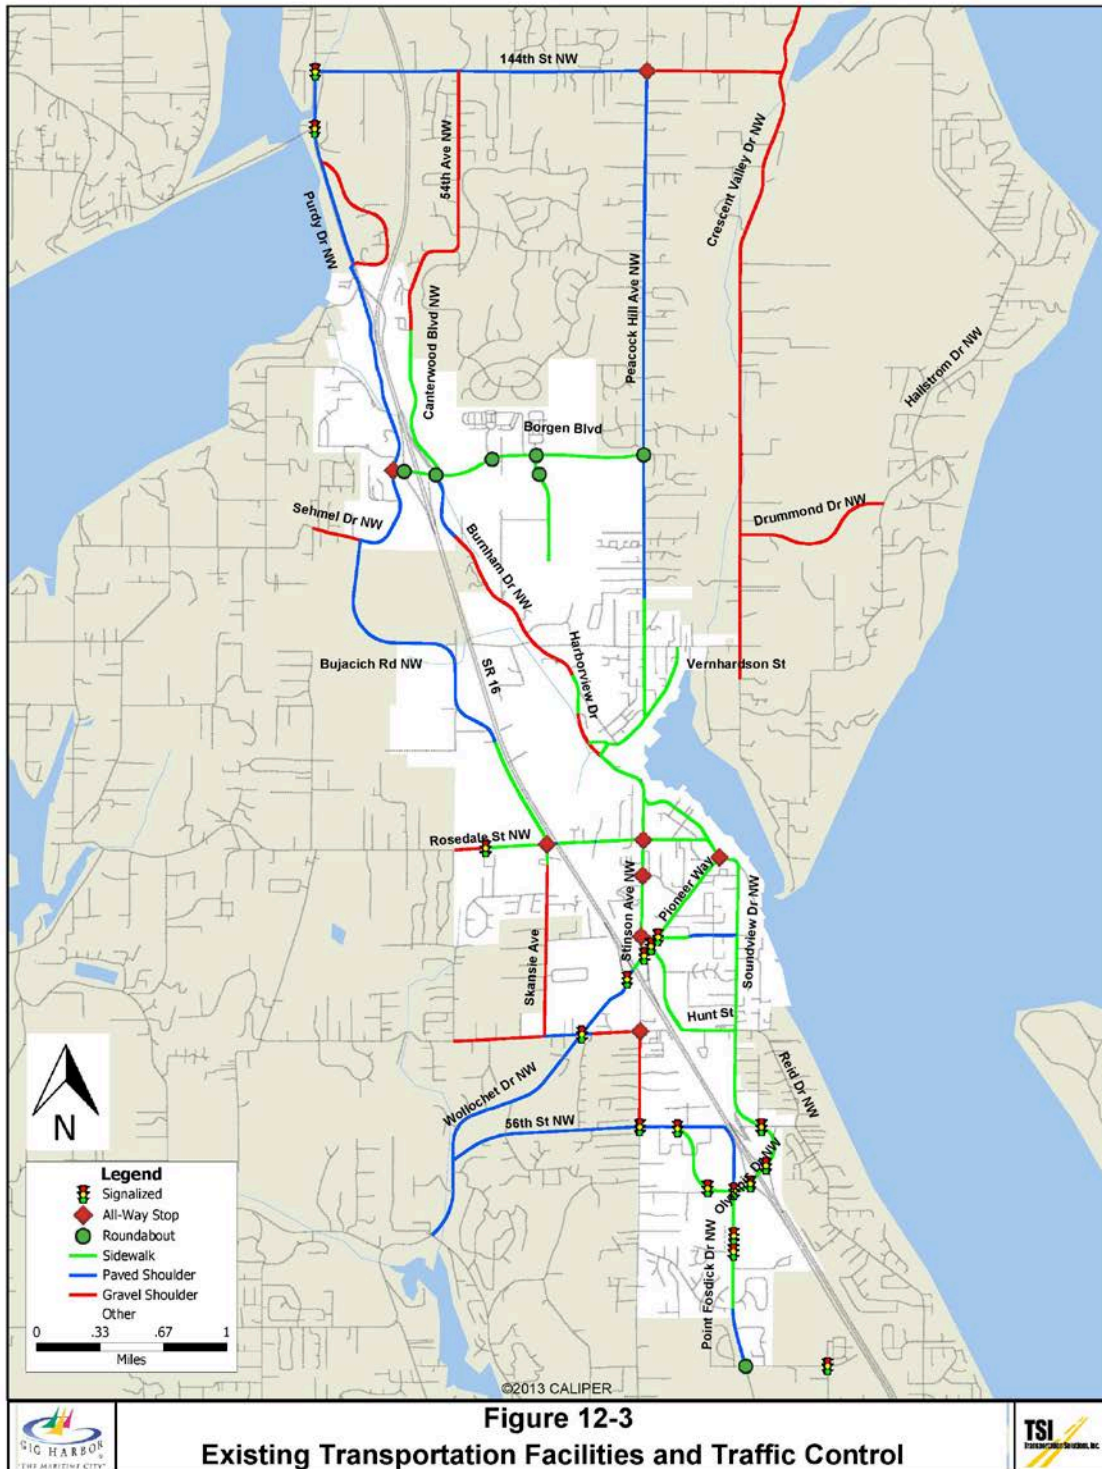 144th St NW
54th Ave NW
Crescent Valley Dr NW
Purdy Dr NW
Peacock Hill Ave NW
Canterwood Blvd NW
Hallstrom Dr NW
Borgen Blvd
Sehmel Dr NW
Drummond Dr NW
Burnham Dr NW
Harborview Dr
Bujacich Rd NW
SR 16
Vernhardson St
Rosedale St NW
Pioneer Way
Stinson Ave NW
Soundview Dr NW
Skansie Ave
Hunt St
Reid Dr NW
Wollochet Dr NW
56th St NW
Olympic Dr NW
Point Fosdick Dr NW
N
Legend
Signalized
All-Way Stop
Roundabout
Sidewalk
Paved Shoulder
Gravel Shoulder
Other
0 .33 .67 1
Miles
©2013 CALIPER
Figure 12-3
Existing Transportation Facilities and Traffic Control
GIG HARBOR
"THE MARITIME CITY"
TSI
Transportation Solutions, Inc.